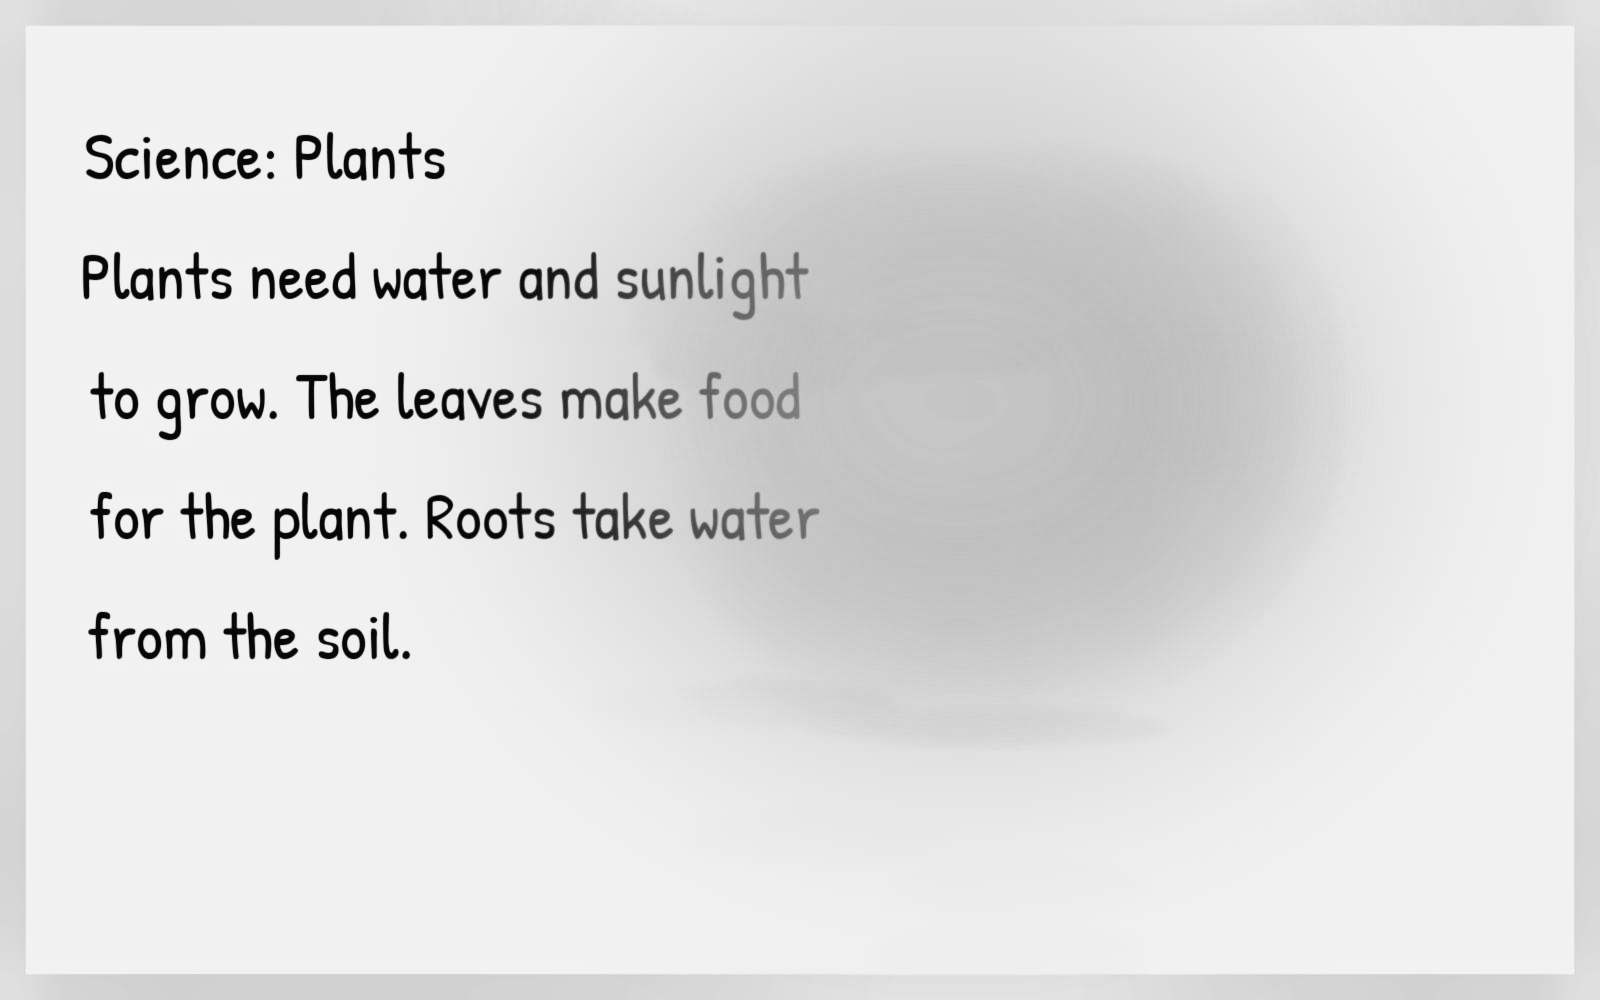 Science: Plants
Plants need water and sunlight
to grow. The leaves make food
for the plant. Roots take water
from the soil.